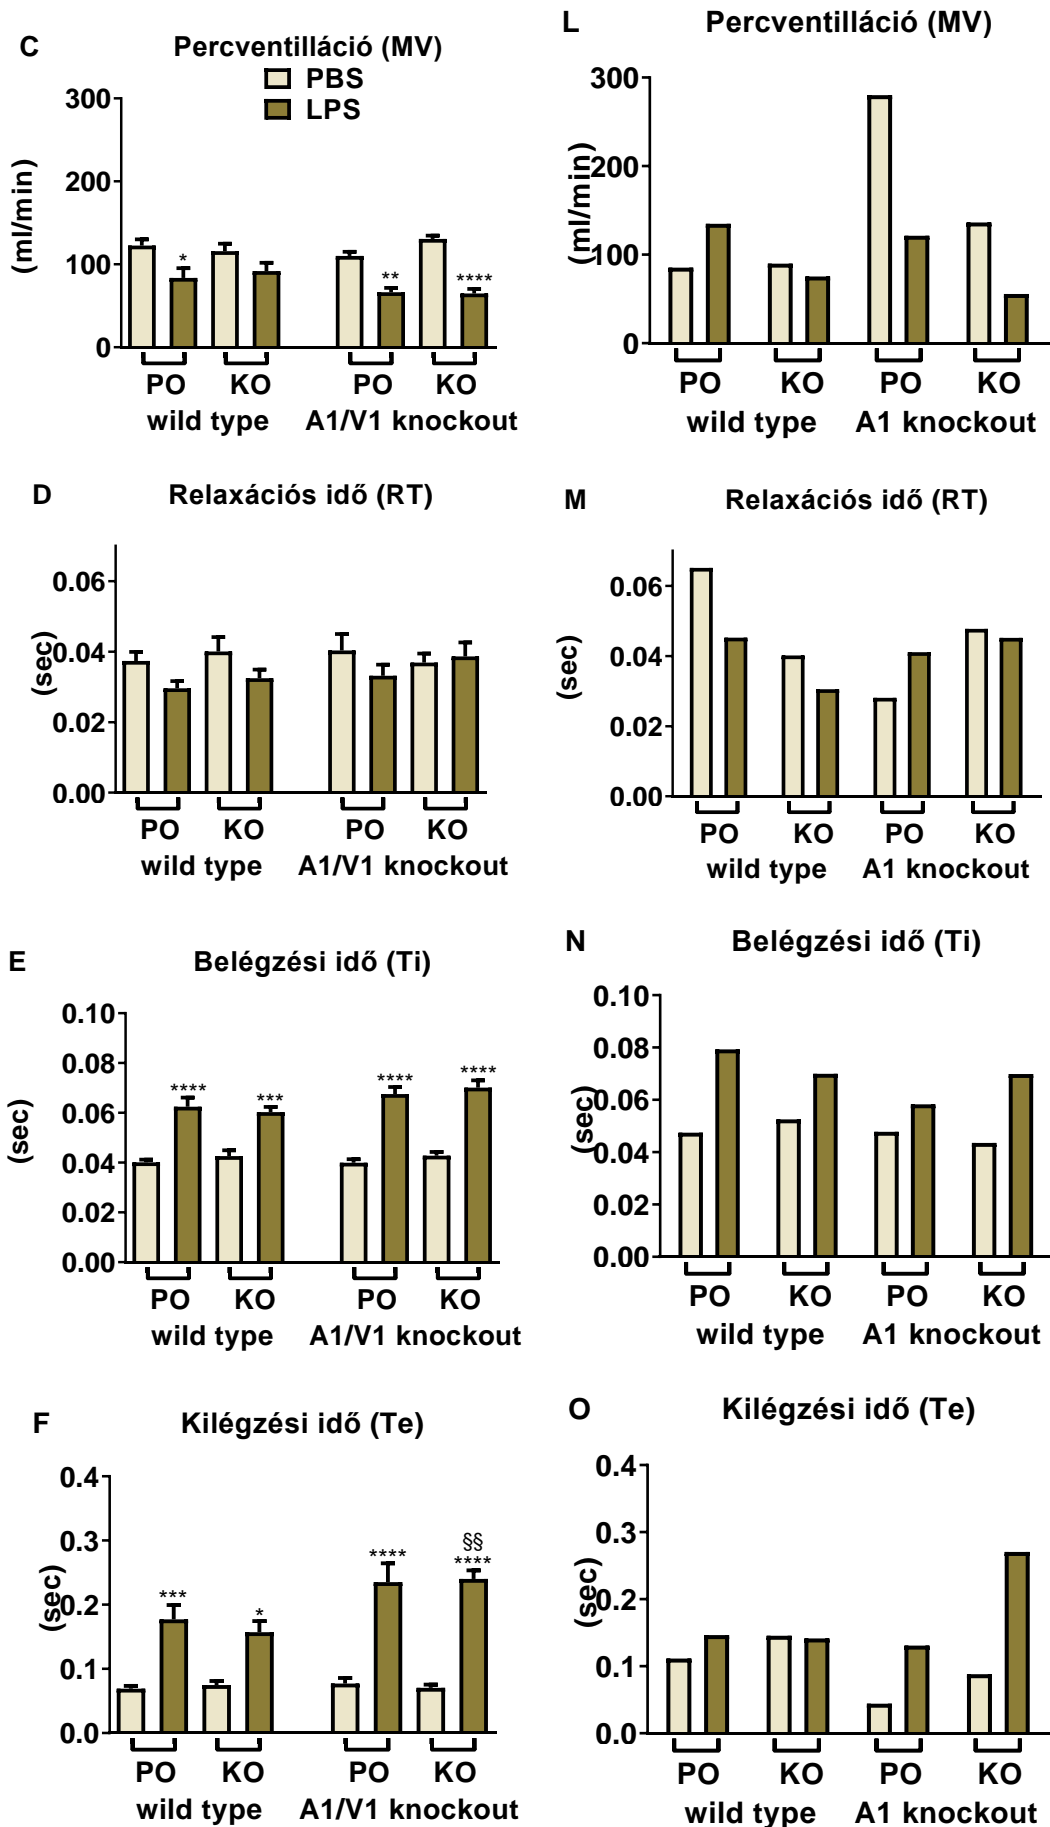 C Percventilláció (MV)
PBS
LPS
(ml/min)
300
200
100
0
* ** ****
PO KO PO KO
wild type A1/V1 knockout
L Percventilláció (MV)
(ml/min)
300
200
100
0
PO KO PO KO
wild type A1 knockout
D Relaxációs idő (RT)
(sec)
0.06
0.04
0.02
0.00
PO KO PO KO
wild type A1/V1 knockout
M Relaxációs idő (RT)
(sec)
0.06
0.04
0.02
0.00
PO KO PO KO
wild type A1 knockout
E Belégzési idő (Ti)
(sec)
0.10
0.08
0.06
0.04
0.02
0.00
**** *** **** ****
PO KO PO KO
wild type A1/V1 knockout
N Belégzési idő (Ti)
(sec)
0.10
0.08
0.06
0.04
0.02
0.00
PO KO PO KO
wild type A1 knockout
F Kilégzési idő (Te)
(sec)
0.4
0.3
0.2
0.1
0.0
§§
*** * **** ****
PO KO PO KO
wild type A1/V1 knockout
O Kilégzési idő (Te)
(sec)
0.4
0.3
0.2
0.1
0.0
PO KO PO KO
wild type A1 knockout